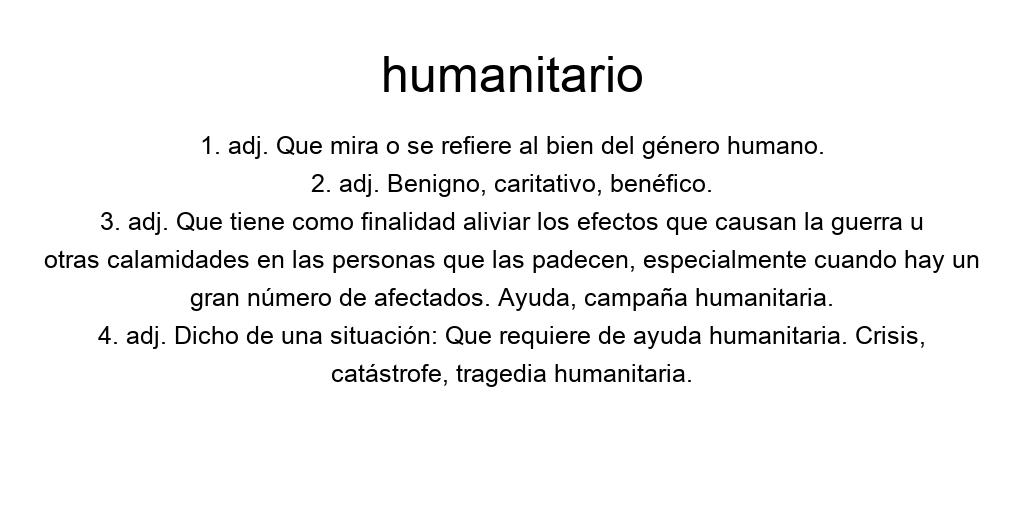 humanitario
1. adj. Que mira o se refiere al bien del género humano.
2. adj. Benigno, caritativo, benéfico.
3. adj. Que tiene como finalidad aliviar los efectos que causan la guerra u
otras calamidades en las personas que las padecen, especialmente cuando hay un
gran número de afectados. Ayuda, campaña humanitaria.
4. adj. Dicho de una situación: Que requiere de ayuda humanitaria. Crisis,
catástrofe, tragedia humanitaria.